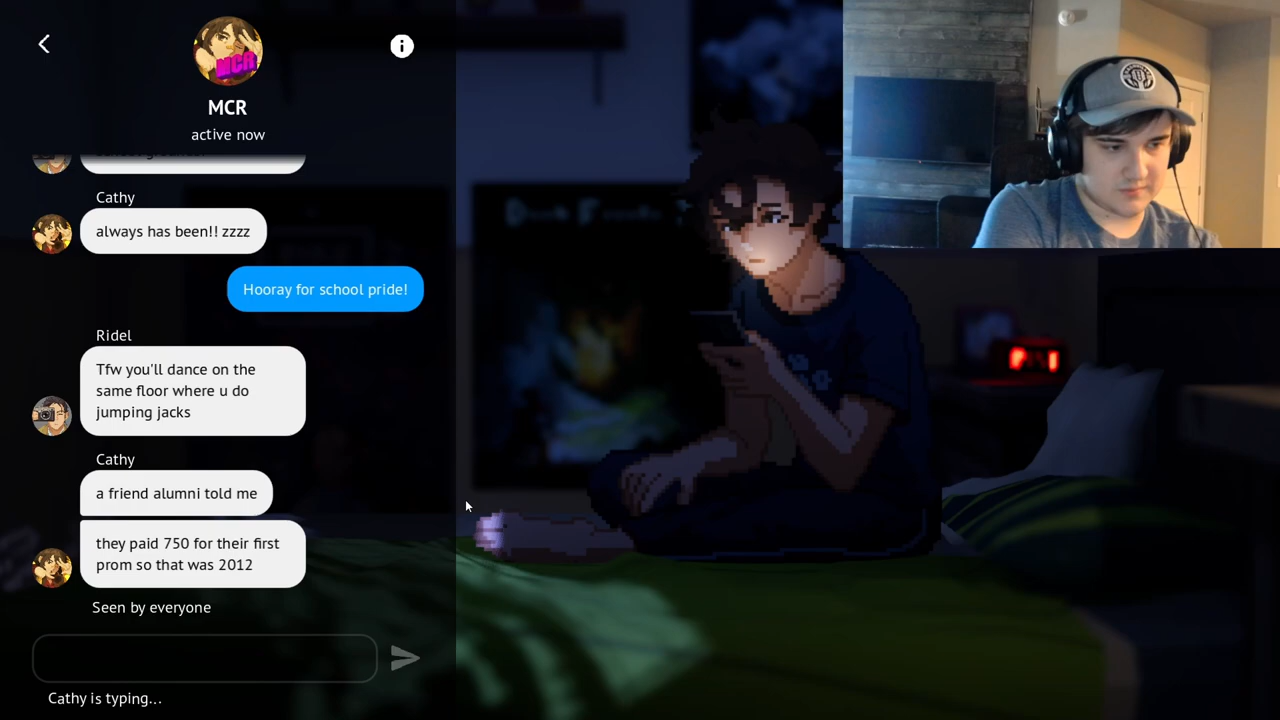 MCR
MCR
active now
Cathy
always has been!! zzzz
Hooray for school pride!
Ridel
Tfw you'll dance on the
same floor where u do
jumping jacks
Cathy
a friend alumni told me
they paid 750 for their first
prom so that was 2012
Seen by everyone
Cathy is typing...